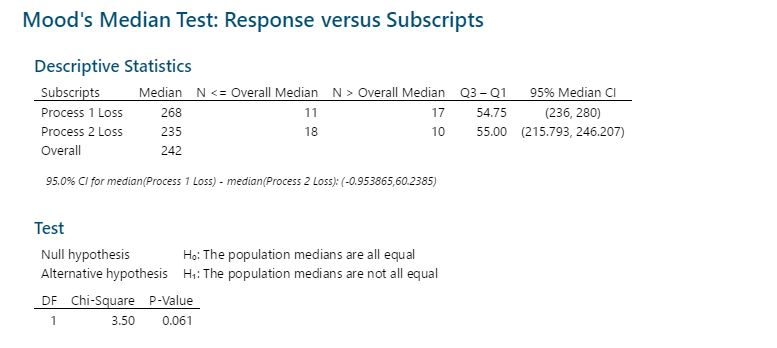 Mood's Median Test: Response versus Subscripts
Descriptive Statistics
Subscripts Median N <= Overall Median N > Overall Median Q3 – Q1 95% Median CI
Process 1 Loss 268 11 17 54.75 (236, 280)
Process 2 Loss 235 18 10 55.00 (215.793, 246.207)
Overall 242
95.0% CI for median(Process 1 Loss) - median(Process 2 Loss): (-0.953865,60.2385)
Test
Null hypothesis H₀: The population medians are all equal
Alternative hypothesis H₁: The population medians are not all equal
DF Chi-Square P-Value
1 3.50 0.061